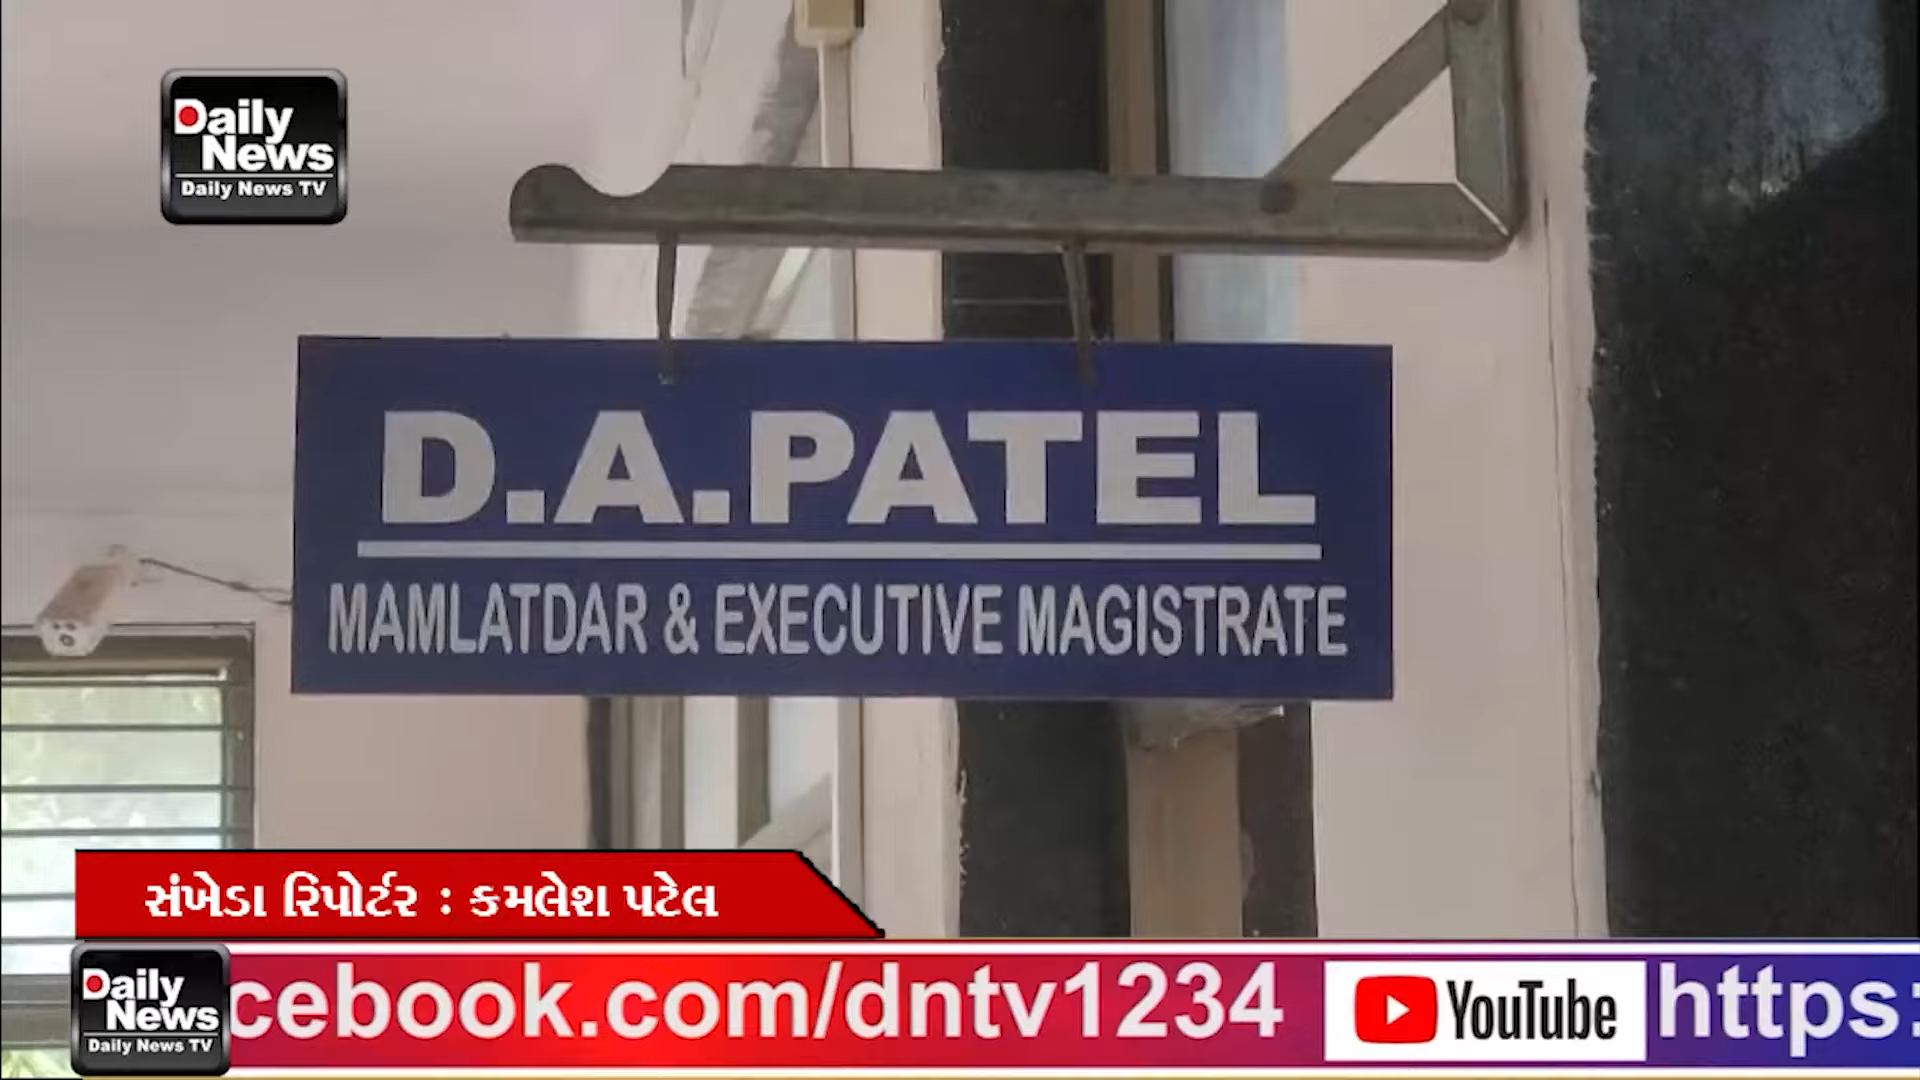 Daily
News
Daily News TV
D.A.PATEL
MAMLATDAR & EXECUTIVE MAGISTRATE
સંખેડા રિપોર્ટર : કમલેશ પટેલ
Daily
News
Daily News TV
cebook.com/dntv1234 YouTube https: